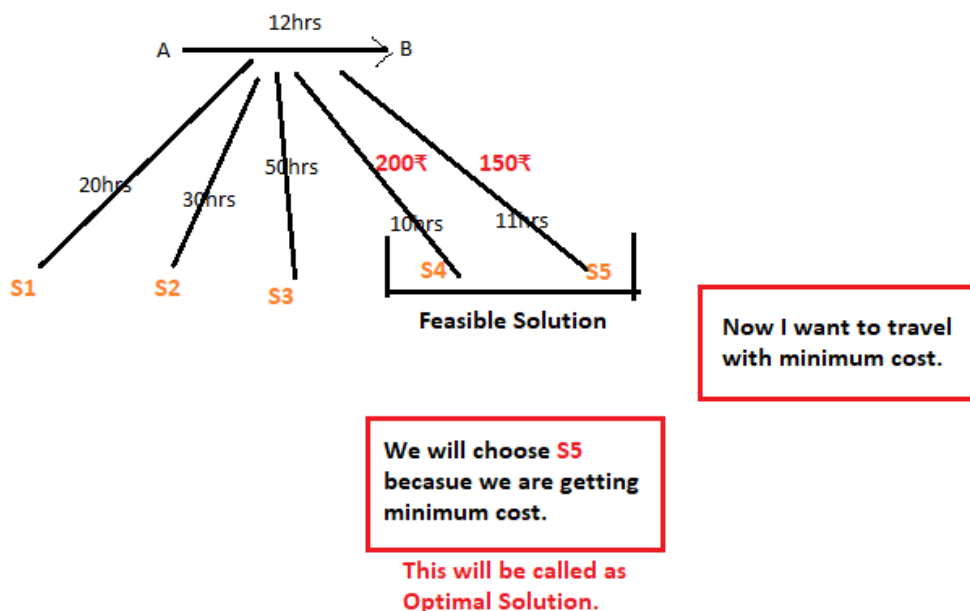 12hrs
A
B
20hrs
30hrs
50hrs
200₹
150₹
10hrs
11hrs
S1
S2
S3
S4
S5
Feasible Solution
Now I want to travel
with minimum cost.
We will choose S5
becasue we are getting
minimum cost.
This will be called as
Optimal Solution.